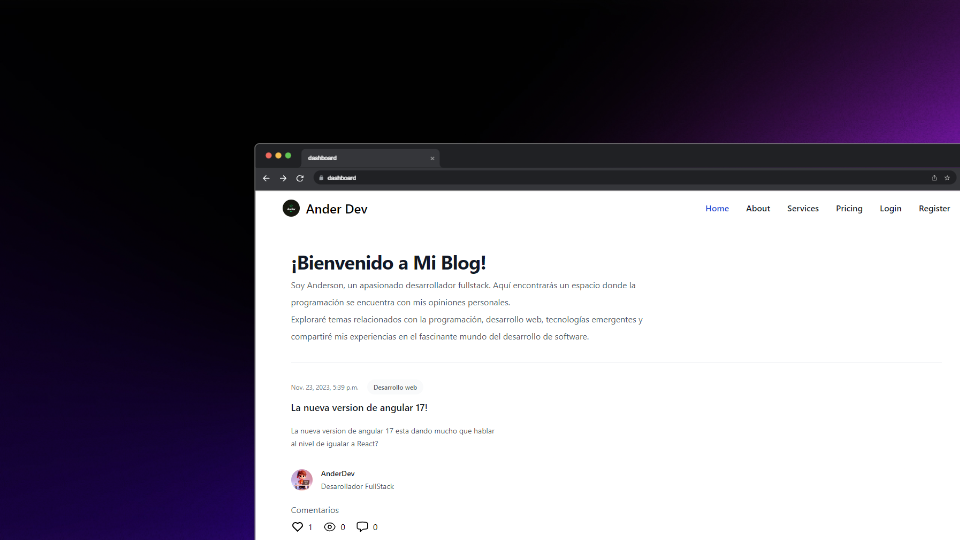 dashboard
dashboard
Ander Dev
Home About Services Pricing Login Register
¡Bienvenido a Mi Blog!
Soy Anderson, un apasionado desarrollador fullstack. Aquí encontrarás un espacio donde la
programación se encuentra con mis opiniones personales.
Exploraré temas relacionados con la programación, desarrollo web, tecnologías emergentes y
compartiré mis experiencias en el fascinante mundo del desarrollo de software.
Nov. 23, 2023, 5:39 p.m. Desarrollo web
La nueva version de angular 17!
La nueva version de angular 17 esta dando mucho que hablar
al nivel de igualar a React?
AnderDev
Desarollador FullStack
Comentarios
1 0 0